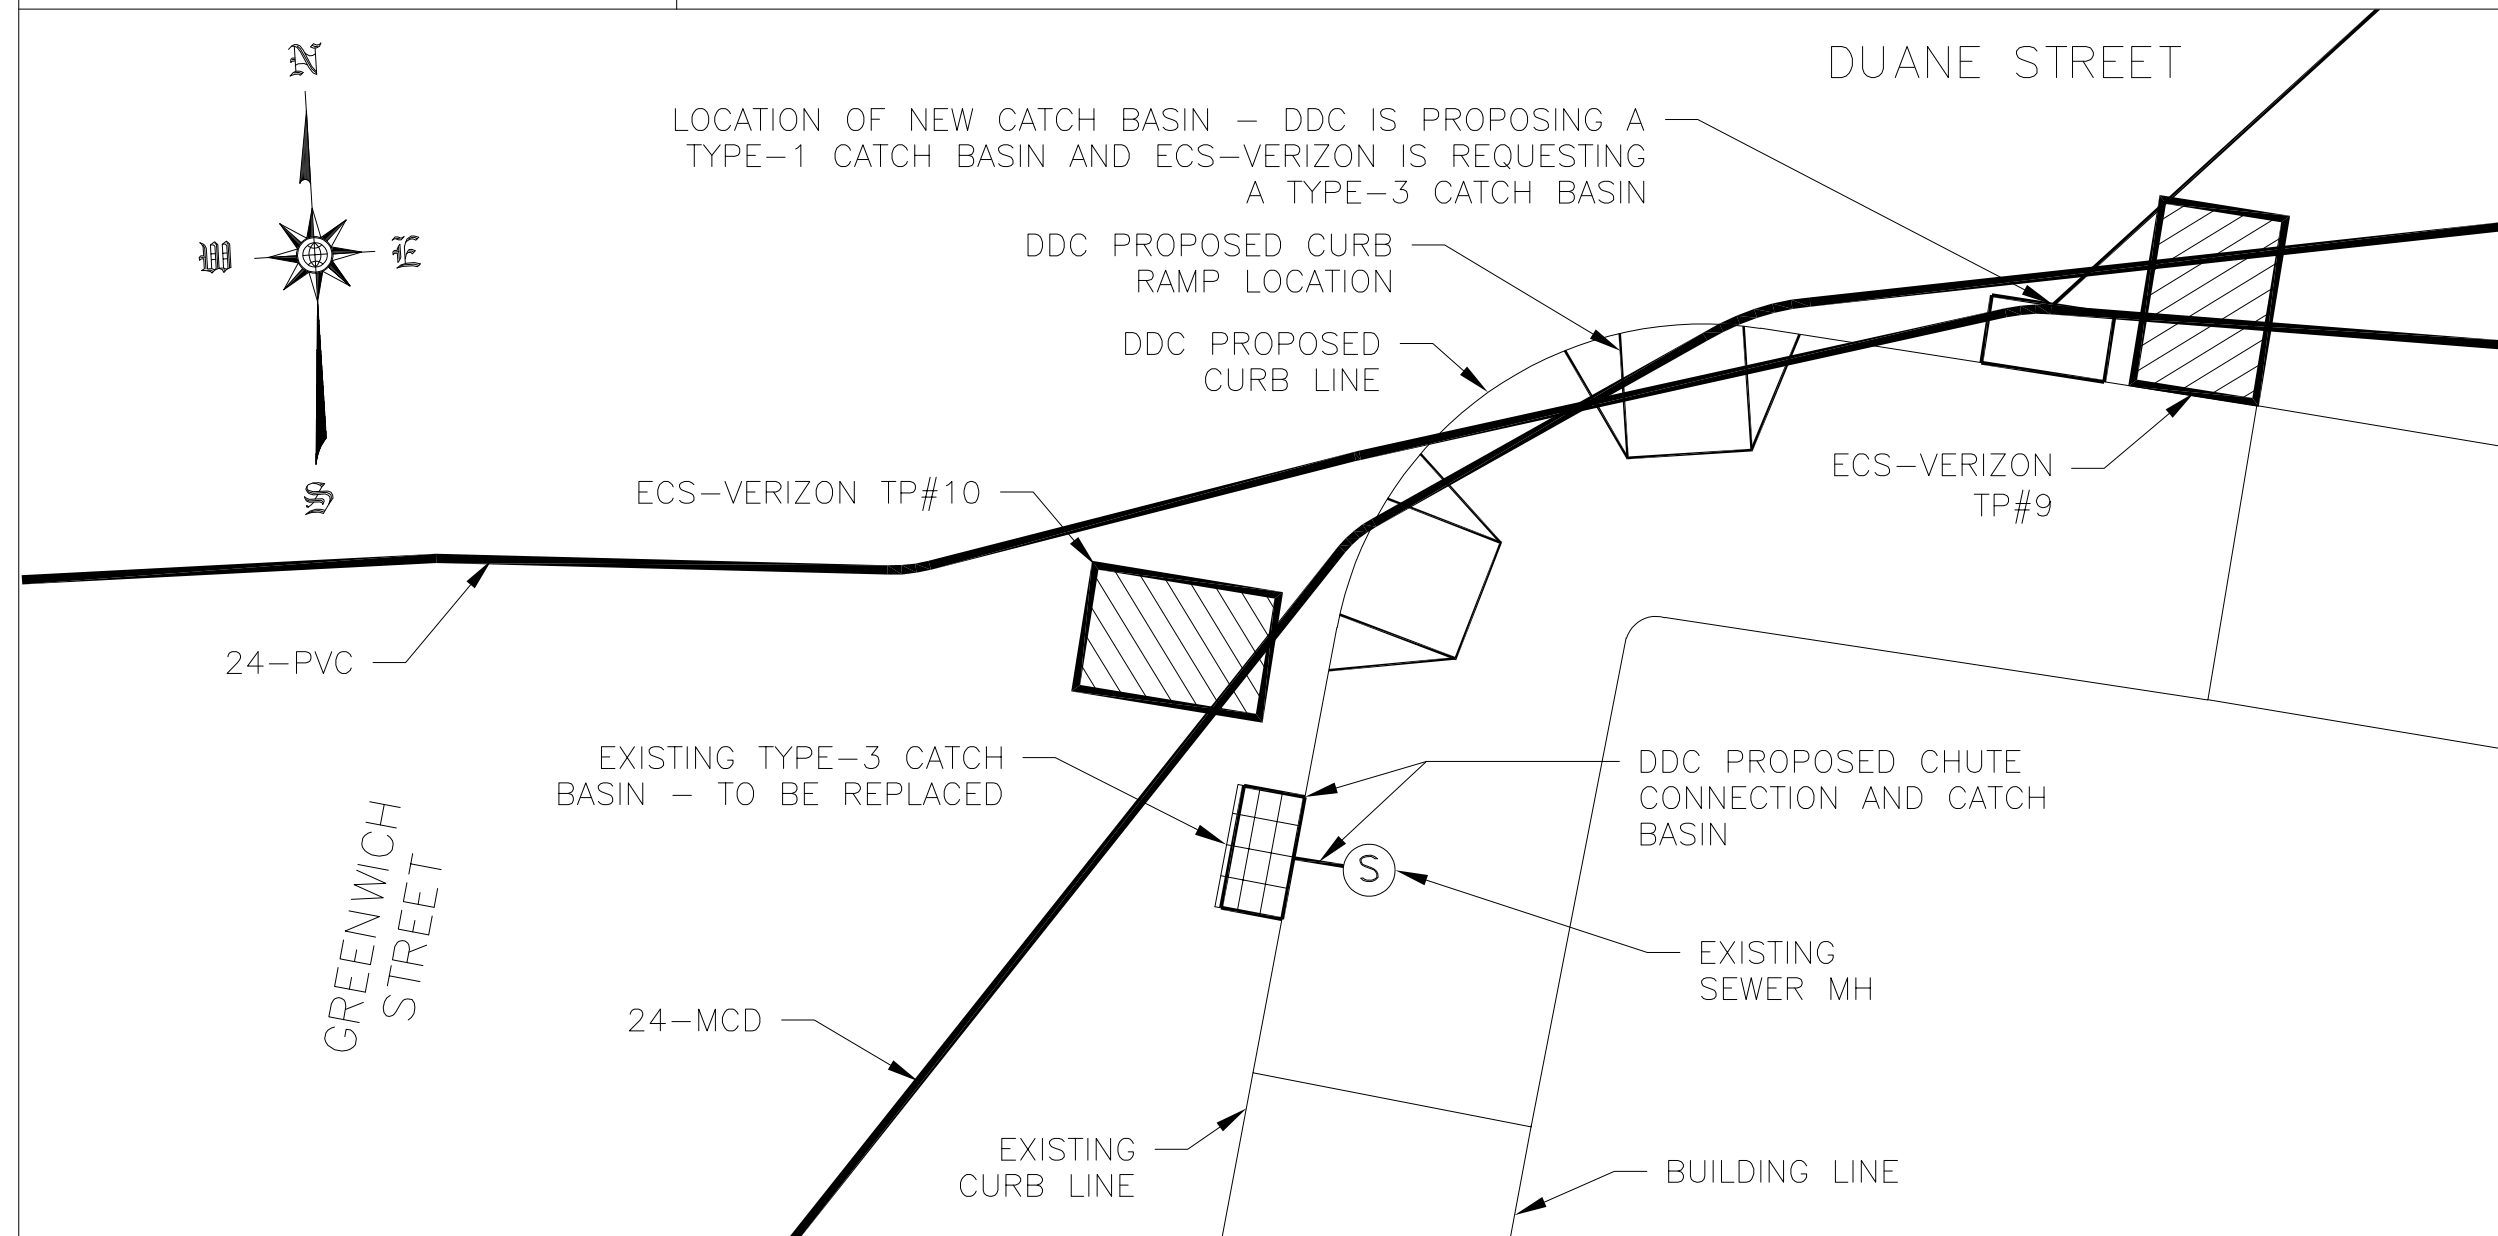 N
DUANE STREET
LOCATION OF NEW CATCH BASIN – DDC IS PROPOSING A
TYPE–1 CATCH BASIN AND ECS–VERIZON IS REQUESTING
A TYPE–3 CATCH BASIN
W
E
DDC PROPOSED CURB
RAMP LOCATION
DDC PROPOSED
CURB LINE
ECS–VERIZON
TP#9
ECS–VERIZON TP#10
S
24–PVC
EXISTING TYPE–3 CATCH
BASIN – TO BE REPLACED
DDC PROPOSED CHUTE
CONNECTION AND CATCH
BASIN
S
GREENWICH
STREET
EXISTING
SEWER MH
24–MCD
EXISTING
CURB LINE
BUILDING LINE